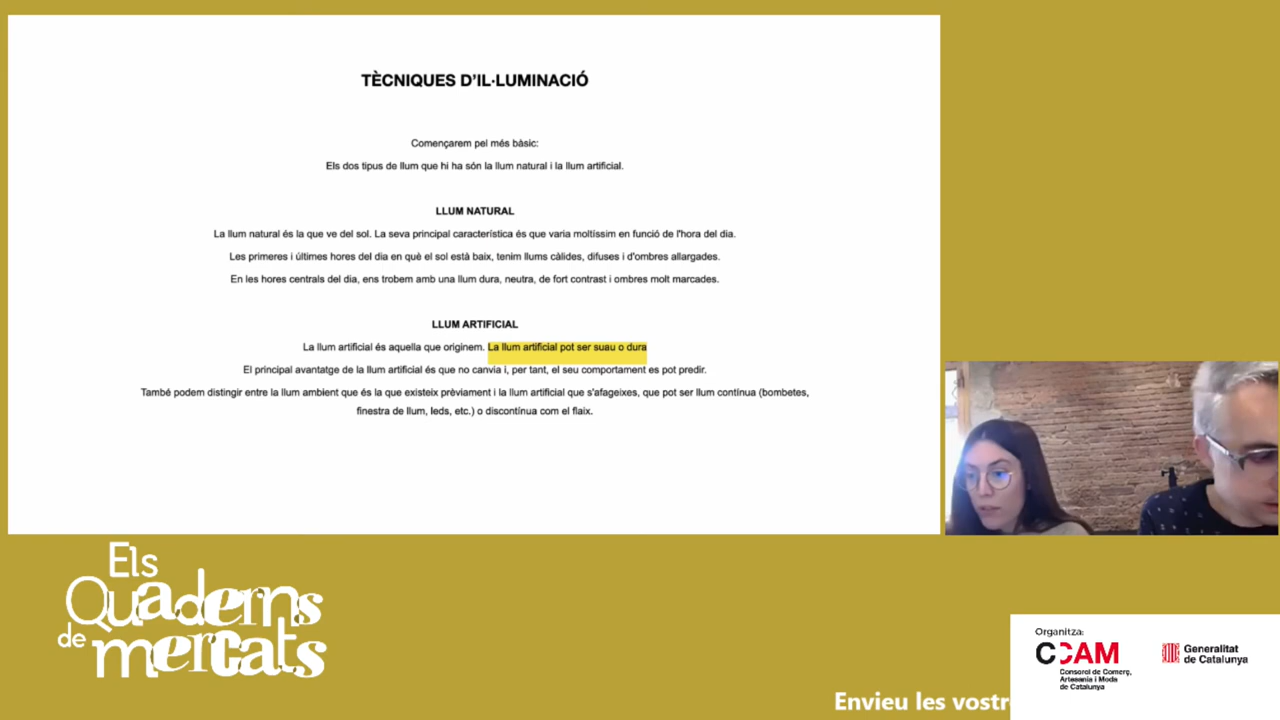 TÈCNIQUES D'IL·LUMINACIÓ
Començarem pel més bàsic:
Els dos tipus de llum que hi ha són la llum natural i la llum artificial.
LLUM NATURAL
La llum natural és la que ve del sol. La seva principal característica és que varia moltíssim en funció de l'hora del dia.
Les primeres i últimes hores del dia en què el sol està baix, tenim llums càlides, difuses i d'ombres allargades.
En les hores centrals del dia, ens trobem amb una llum dura, neutra, de fort contrast i ombres molt marcades.
LLUM ARTIFICIAL
La llum artificial és aquella que originem. La llum artificial pot ser suau o dura
El principal avantatge de la llum artificial és que no canvia i, per tant, el seu comportament es pot predir.
També podem distingir entre la llum ambient que és la que existeix prèviament i la llum artificial que s'afageixes, que pot ser llum contínua (bombetes,
finestra de llum, leds, etc.) o discontínua com el flaix.
Els
Quaderns
de mercats
Organitza:
CCAM
Consorci de Comerç,
Artesania i Moda
de Catalunya
Generalitat
de Catalunya
Envieu les vostr